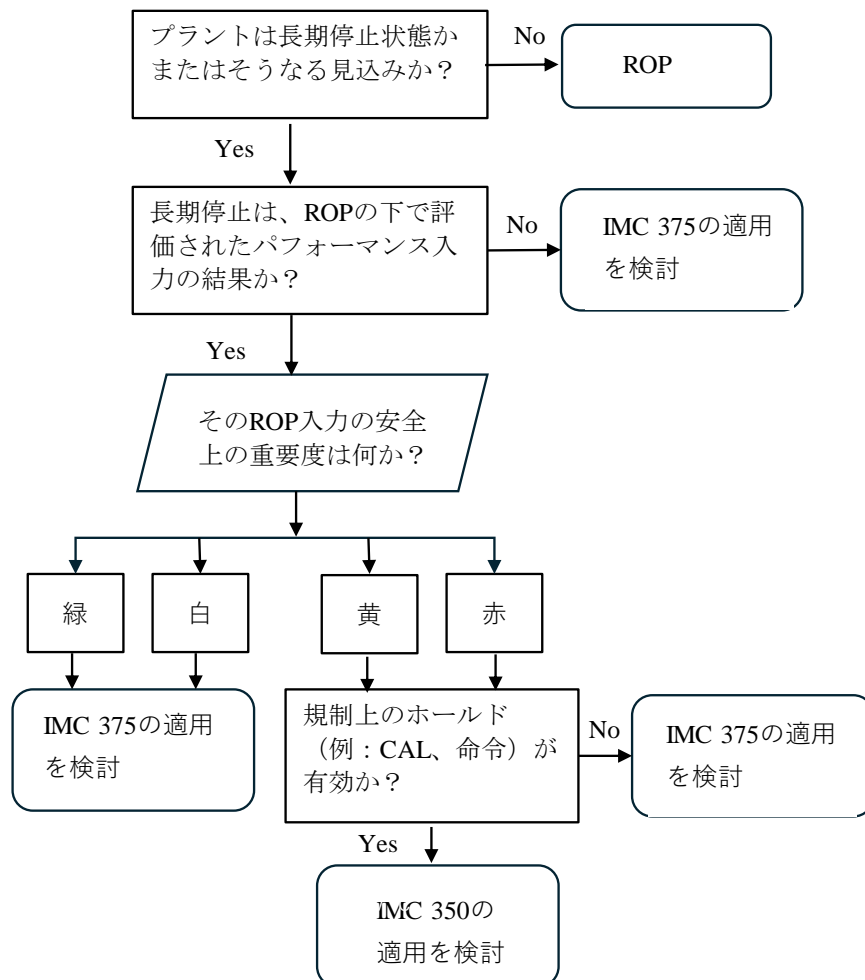 プラントは長期停止状態か
またはそうなる見込みか？
No
ROP
Yes
長期停止は、ROPの下で評
価されたパフォーマンス入
力の結果か？
No
IMC 375の適用
を検討
Yes
そのROP入力の安全
上の重要度は何か？
緑
白
黄
赤
IMC 375の適用
を検討
規制上のホールド
（例：CAL、命令）が
有効か？
No
IMC 375の適用
を検討
Yes
IMC 350の
適用を検討